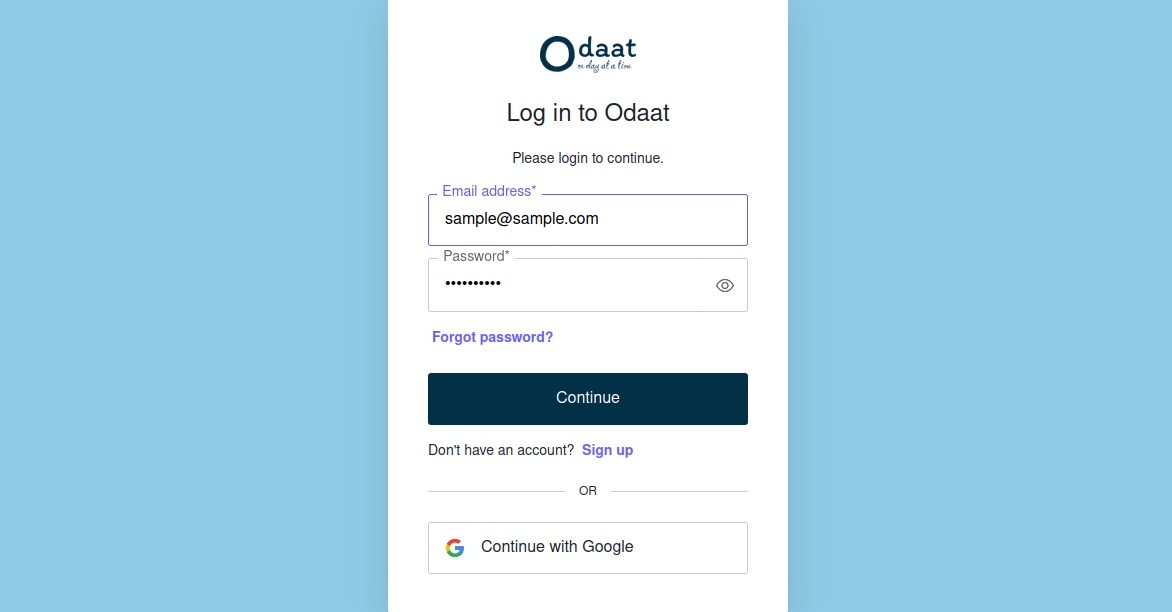 Odaat
on day at a time
Log in to Odaat
Please login to continue.
Email address*
sample@sample.com
Password*
••••••••••
Forgot password?
Continue
Don't have an account? Sign up
OR
Continue with Google